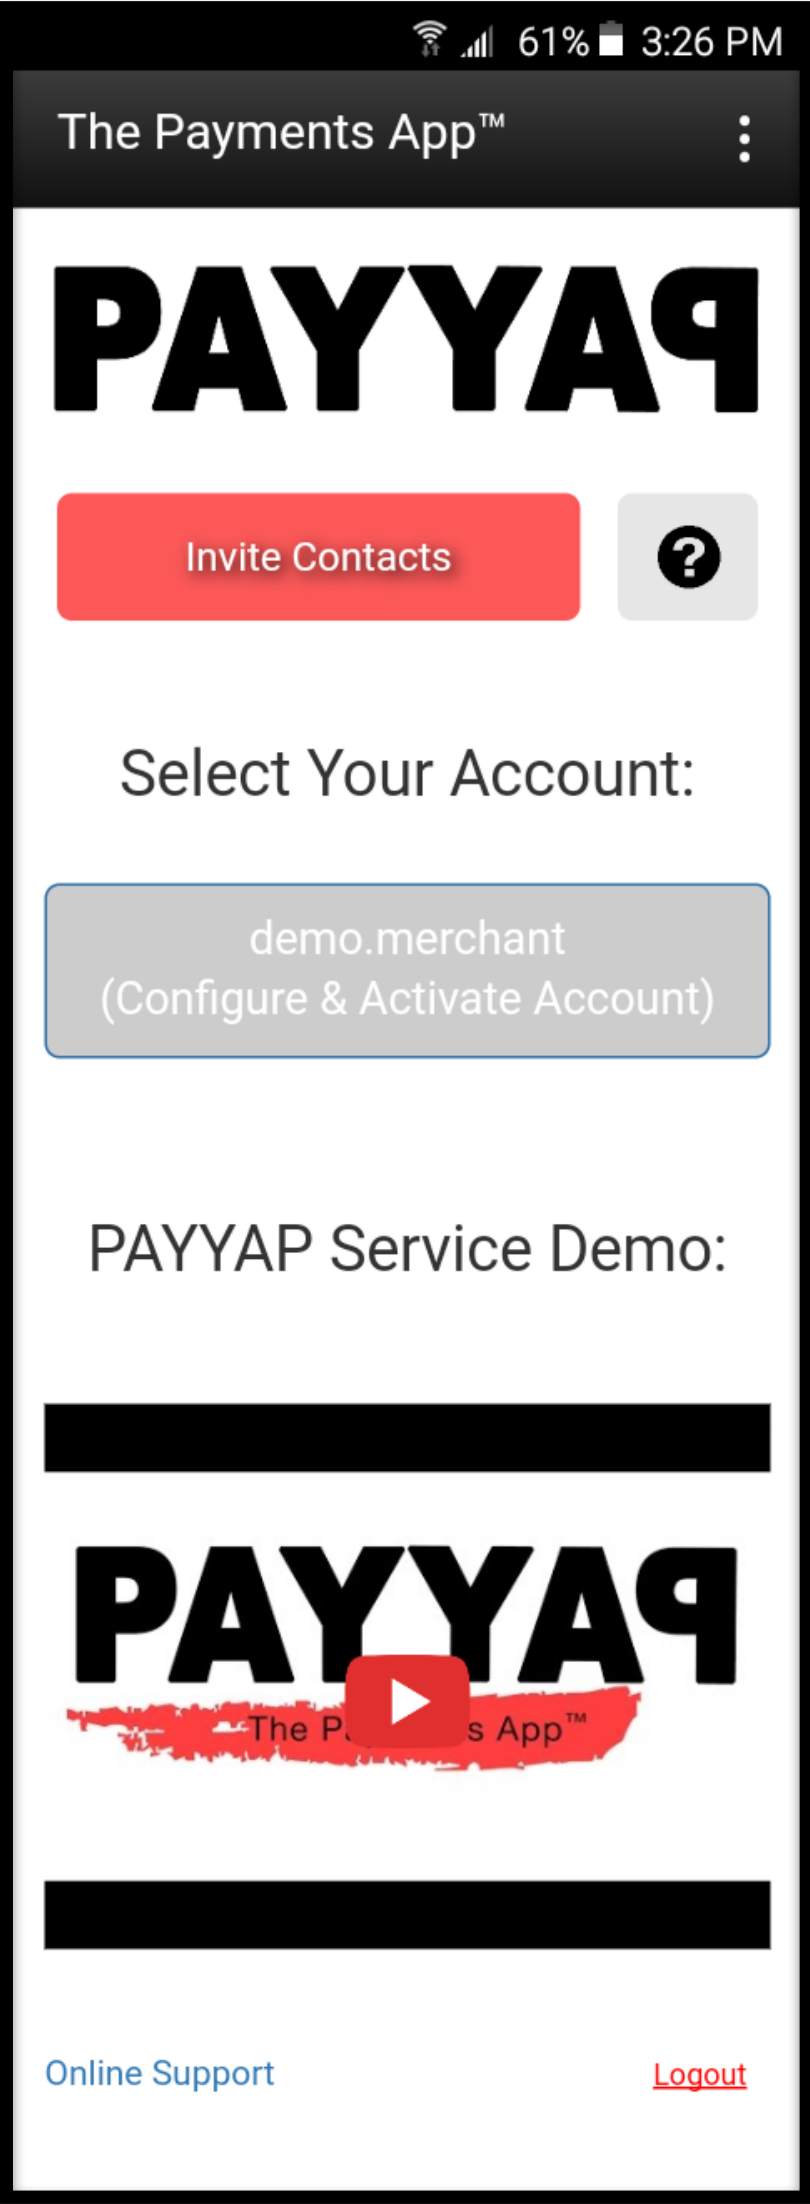 61% 3:26 PM
The Payments App™
PAYYAP
Invite Contacts
?
Select Your Account:
demo.merchant
(Configure & Activate Account)
PAYYAP Service Demo:
PAYYAP
The P s App™
Online Support
Logout